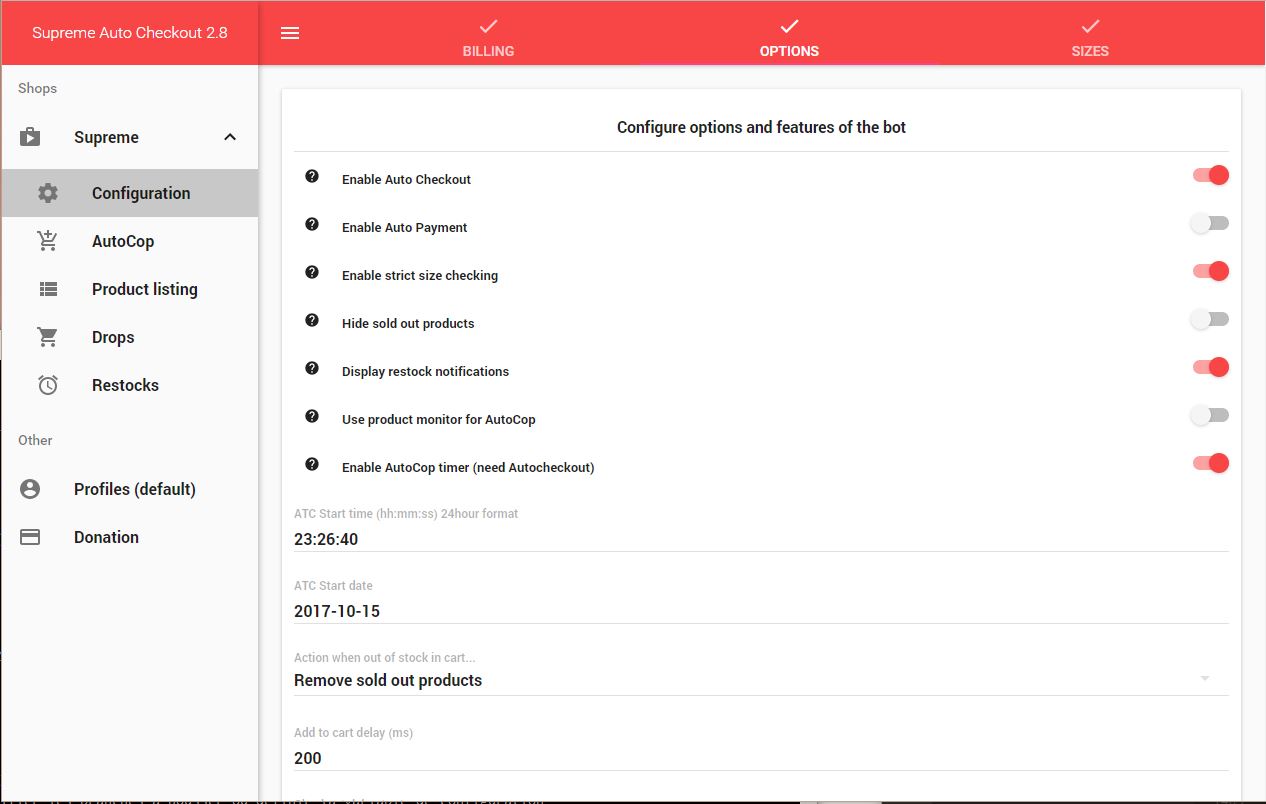 Supreme Auto Checkout 2.8
BILLING
OPTIONS
SIZES
Shops
Supreme
Configuration
AutoCop
Product listing
Drops
Restocks
Other
Profiles (default)
Donation
Configure options and features of the bot
Enable Auto Checkout
Enable Auto Payment
Enable strict size checking
Hide sold out products
Display restock notifications
Use product monitor for AutoCop
Enable AutoCop timer (need Autocheckout)
ATC Start time (hh:mm:ss) 24hour format
23:26:40
ATC Start date
2017-10-15
Action when out of stock in cart...
Remove sold out products
Add to cart delay (ms)
200